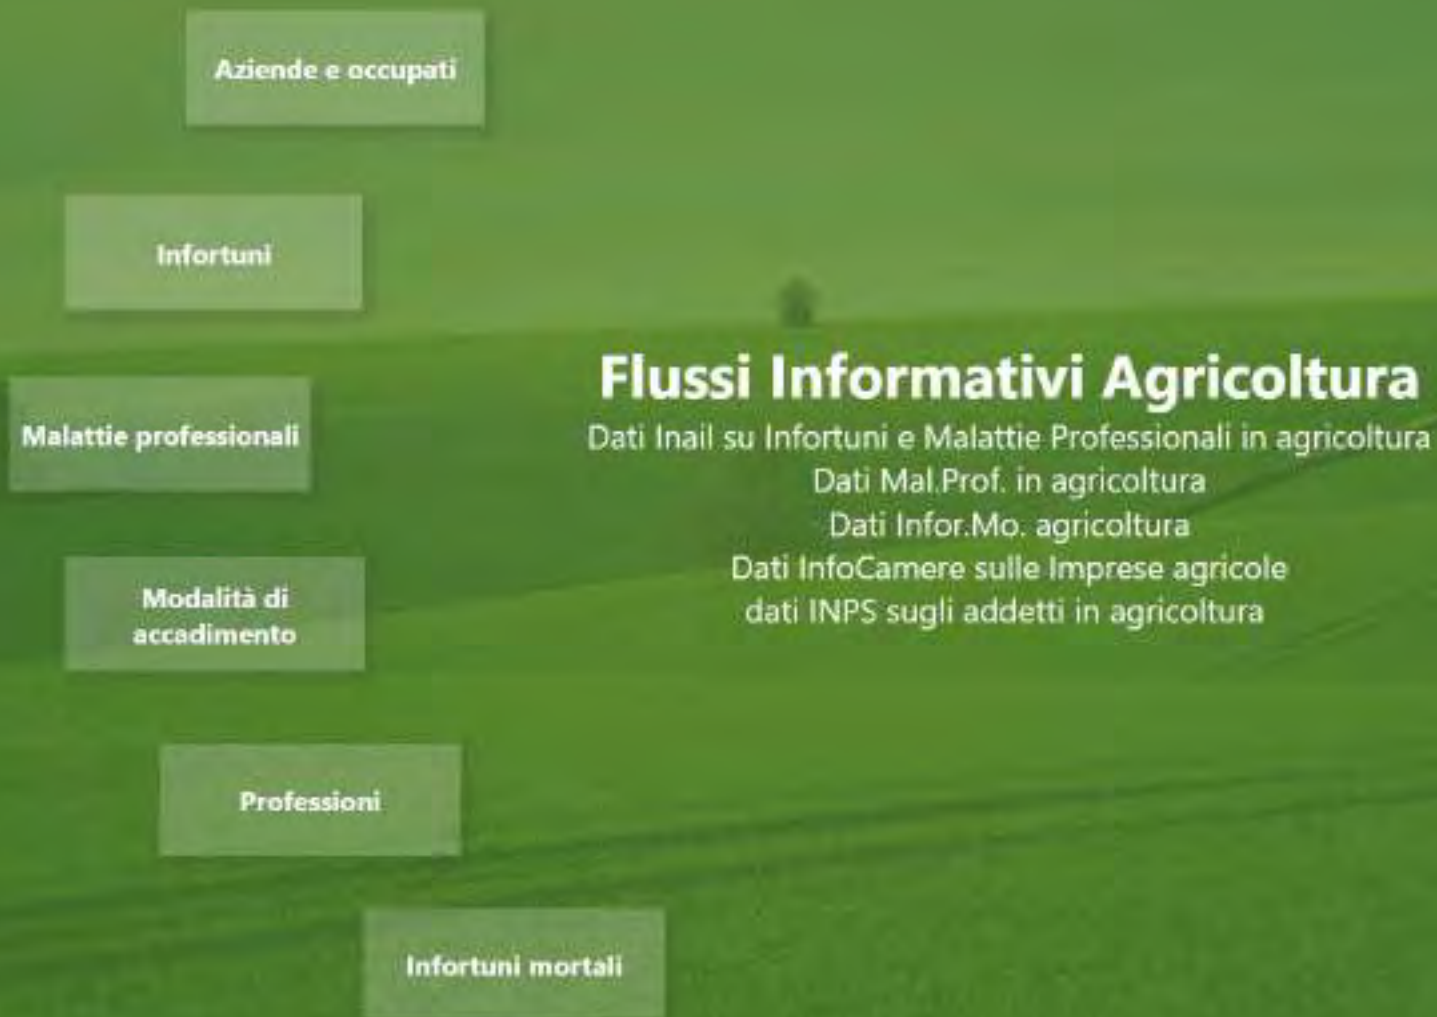 Aziende e occupati
Infortuni
Malattie professionali
Modalità di
accadimento
Professioni
Infortuni mortali
Flussi Informativi Agricoltura
Dati Inail su Infortuni e Malattie Professionali in agricoltura
Dati Mal.Prof. in agricoltura
Dati Infor.Mo. agricoltura
Dati InfoCamere sulle Imprese agricole
dati INPS sugli addetti in agricoltura